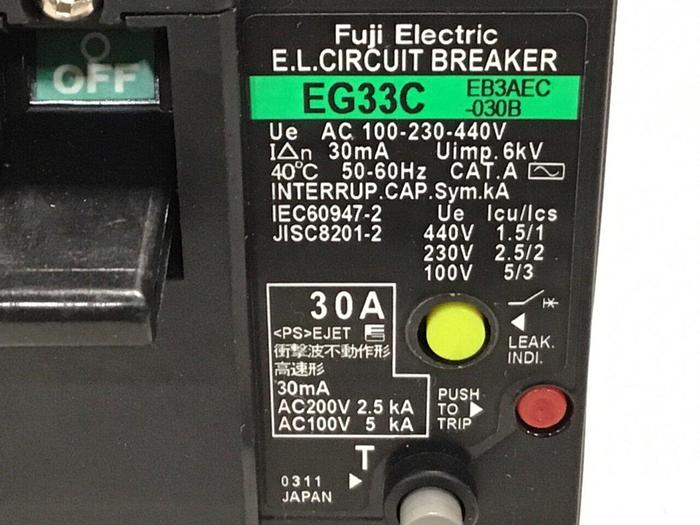 OFF
Fuji Electric
E.L.CIRCUIT BREAKER
EG33C EB3AEC
-030B
Ue AC 100-230-440V
I△n 30mA Uimp.6kV
40°C 50-60Hz CAT.A
INTERRUP.CAP.Sym.kA
IEC60947-2 Ue Icu/Ics
JISC8201-2 440V 1.5/1
230V 2.5/2
100V 5/3
30A
<PS>EJET
衝撃波不動作形
高速形
30mA
AC200V 2.5 kA
AC100V 5 kA
LEAK.
INDI.
PUSH
TO
TRIP
T
0311
JAPAN